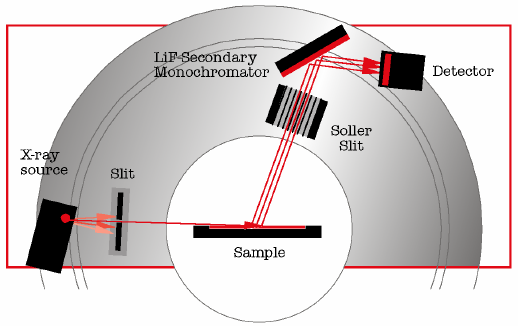 LiF-Secondary
Monochromator
Detector
Soller
Slit
X-ray
source
Slit
Sample